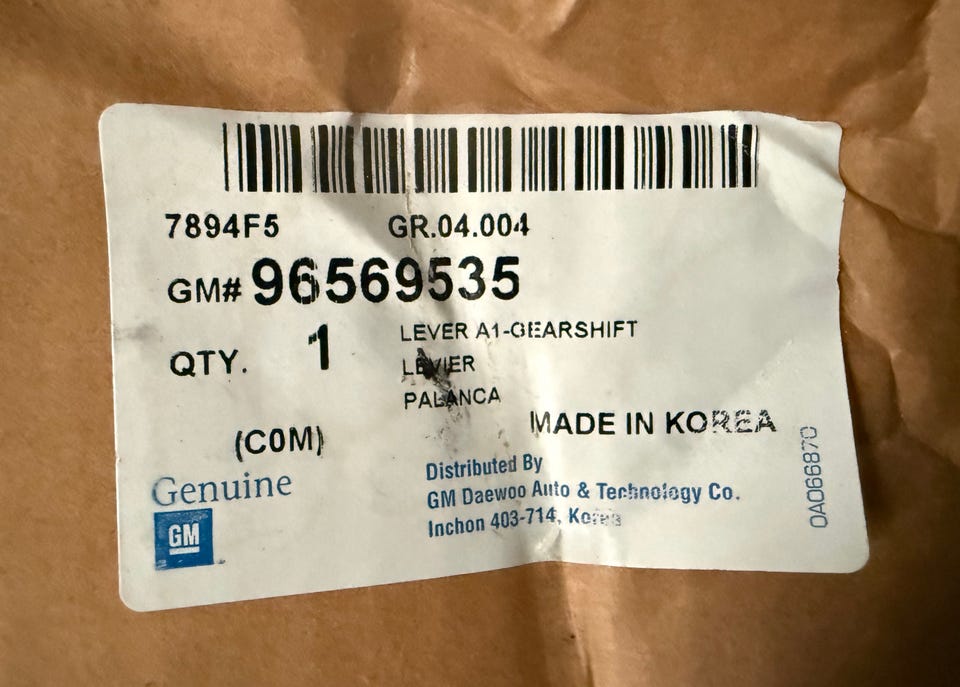 7894F5 GR.04.004
GM# 96569535
QTY. 1
LEVER A1-GEARSHIFT
LEVIER
PALANCA
MADE IN KOREA
(C0M)
Genuine
GM
Distributed By
GM Daewoo Auto & Technology Co.
Inchon 403-714, Korea
0A066870